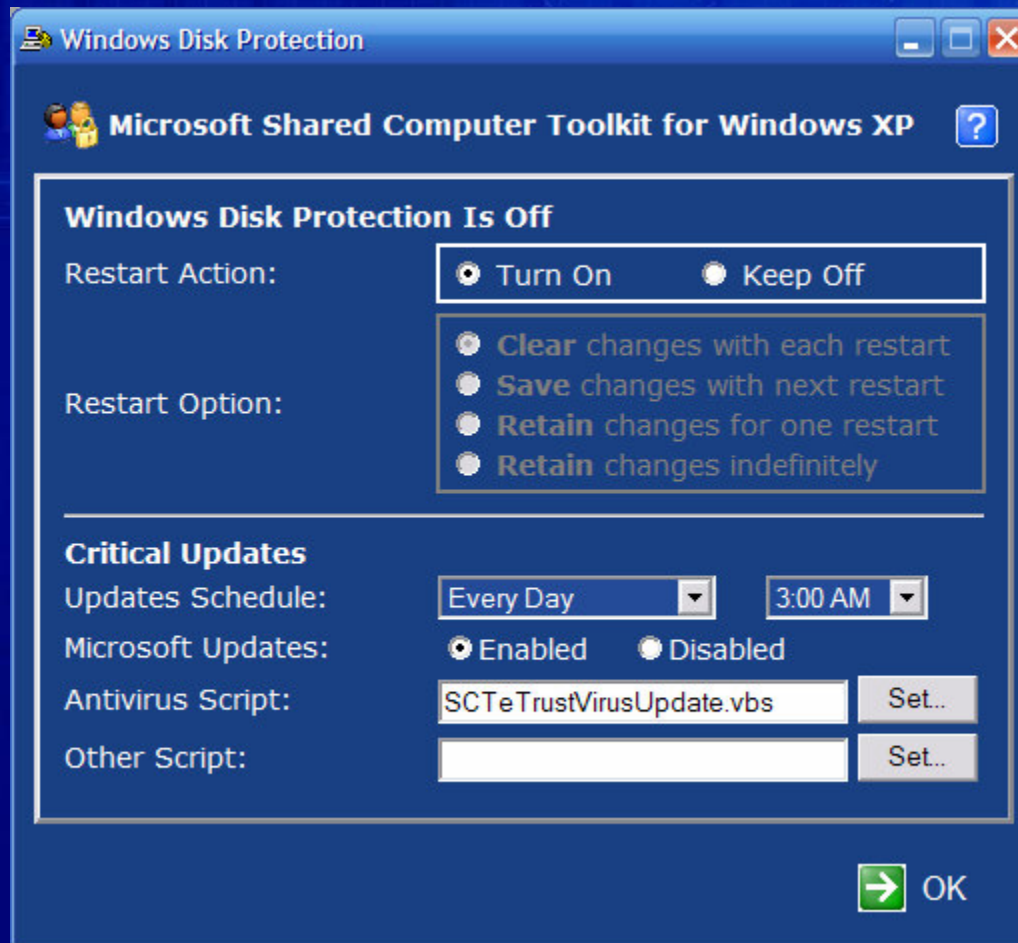 Windows Disk Protection
Microsoft Shared Computer Toolkit for Windows XP ?
Windows Disk Protection Is Off
Restart Action: Turn On Keep Off
Clear changes with each restart
Save changes with next restart
Restart Option:
Retain changes for one restart
Retain changes indefinitely
Critical Updates
Updates Schedule: Every Day 3:00 AM
Microsoft Updates: Enabled Disabled
Antivirus Script: SCTeTrustVirusUpdate.vbs Set...
Other Script: Set...
OK